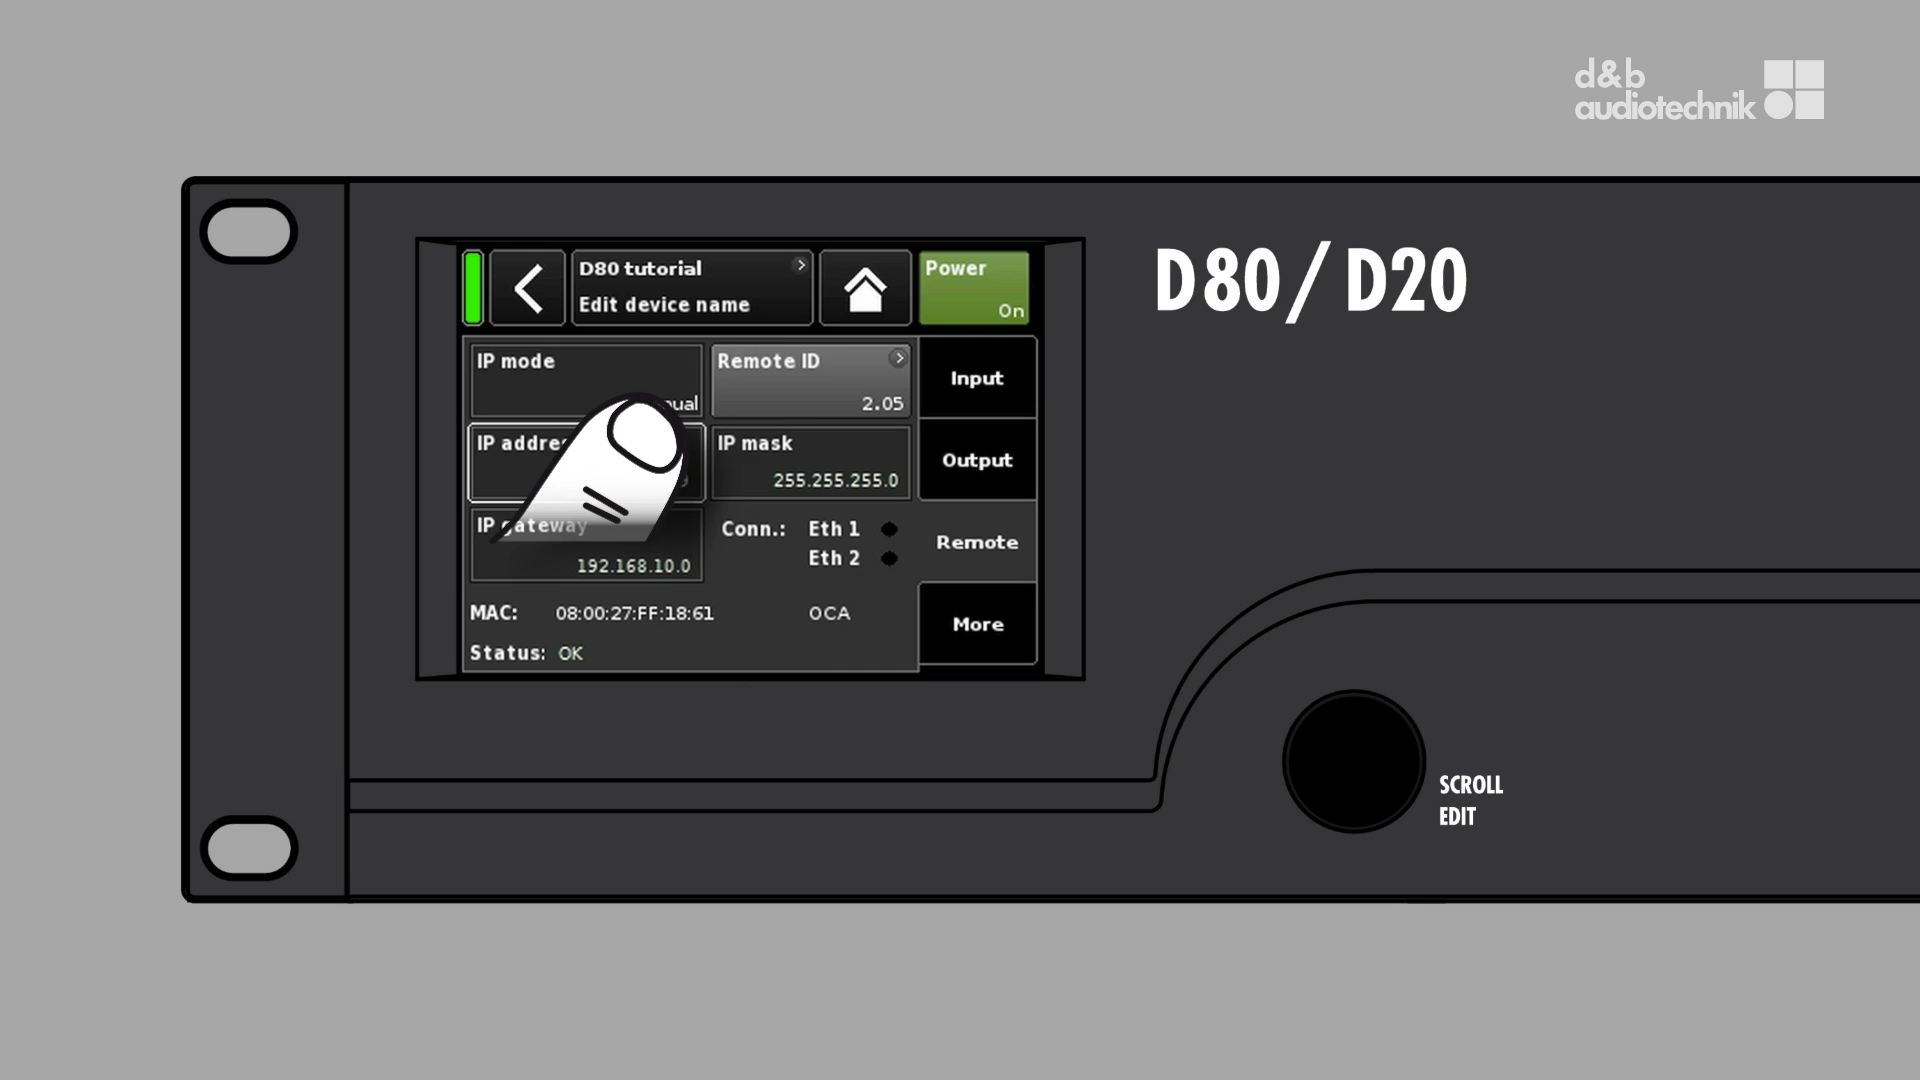 d&b
audiotechnik
D80 tutorial
Edit device name
Power
On
D80/D20
IP mode
Remote ID
2.05
Input
IP mask
255.255.255.0
Output
IP gateway
192.168.10.0
Conn.: Eth 1
Eth 2
Remote
MAC: 08:00:27:FF:18:61 OCA
Status: OK
More
SCROLL
EDIT